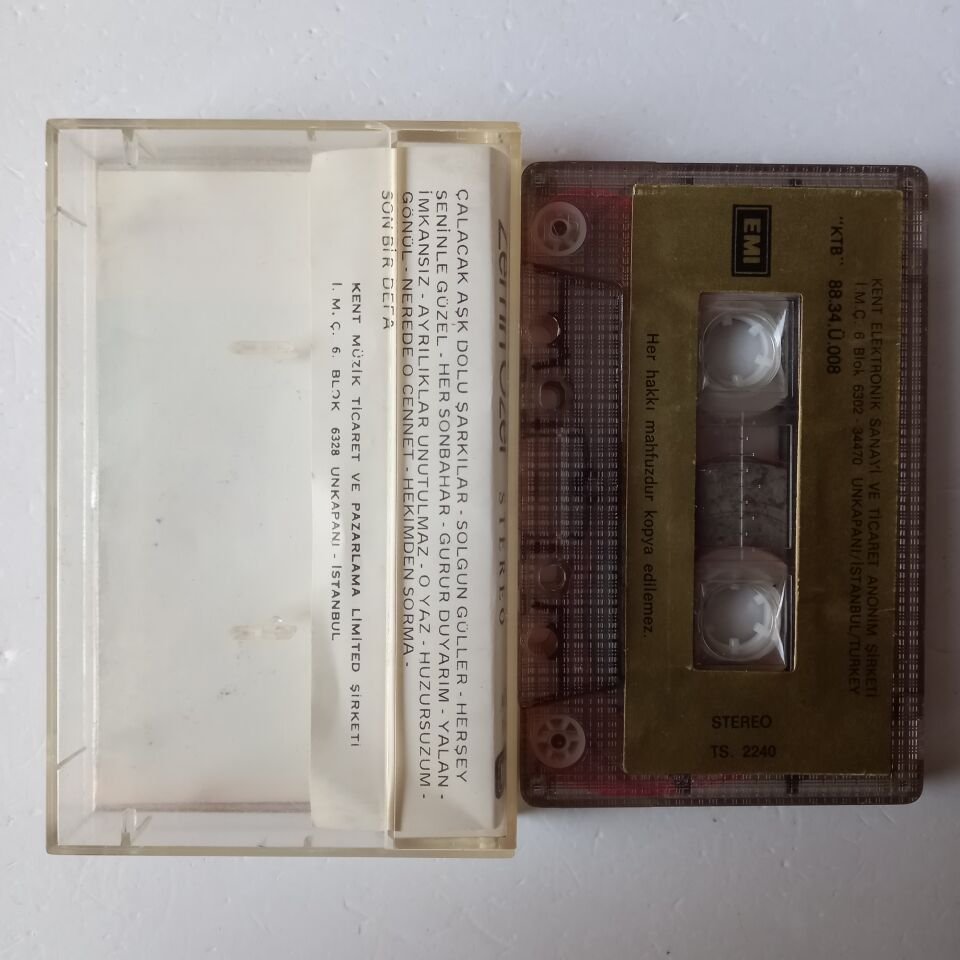 ÇALACAK AŞK DOLU ŞARKILAR - SOLGUN GÜLLER - HERŞEY
SENİNLE GÜZEL - HER SONBAHAR - GURUR DUYARIM - YALAN -
İMKANSIZ - AYRILIKLAR UNUTULMAZ - O YAZ - HUZURSUZUM -
GÖNÜL - NEREDE O CENNET - HEKİMDEN SORMA -
SON BİR DEFA
KENT MÜZİK TİCARET VE PAZARLAMA LİMİTED ŞİRKETİ
İ. M. Ç. 6. BLOK 6328 UNKAPANI - İSTANBUL
STEREO
KENT ELEKTRONİK SANAYİ VE TİCARET ANONİM ŞİRKETİ
İ.M.Ç. 6 Blok 6302 34470 UNKAPANI/İSTANBUL/TURKEY
"KTB" 88.34.Ü.008
EMI
Her hakkı mahfuzdur kopya edilemez.
STEREO
TS. 2240